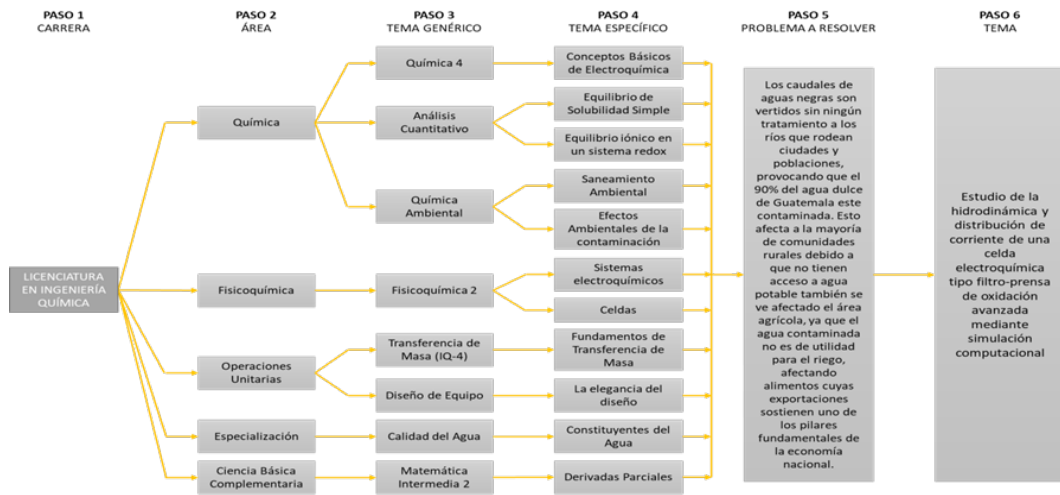 PASO 1
CARRERA
PASO 2
ÁREA
PASO 3
TEMA GENÉRICO
PASO 4
TEMA ESPECÍFICO
PASO 5
PROBLEMA A RESOLVER
PASO 6
TEMA
LICENCIATURA
EN INGENIERÍA
QUÍMICA
Química
Fisicoquímica
Operaciones
Unitarias
Especialización
Ciencia Básica
Complementaria
Química 4
Análisis
Cuantitativo
Química
Ambiental
Fisicoquímica 2
Transferencia de
Masa (IQ-4)
Diseño de Equipo
Calidad del Agua
Matemática
Intermedia 2
Conceptos Básicos
de Electroquímica
Equilibrio de
Solubilidad Simple
Equilibrio iónico en
un sistema redox
Saneamiento
Ambiental
Efectos
Ambientales de la
contaminación
Sistemas
electroquímicos
Celdas
Fundamentos de
Transferencia de
Masa
La elegancia del
diseño
Constituyentes del
Agua
Derivadas Parciales
Los caudales de
aguas negras son
vertidos sin ningún
tratamiento a los
ríos que rodean
ciudades y
poblaciones,
provocando que el
90% del agua dulce
de Guatemala este
contaminada. Esto
afecta a la mayoría
de comunidades
rurales debido a
que no tienen
acceso a agua
potable también se
ve afectado el área
agrícola, ya que el
agua contaminada
no es de utilidad
para el riego,
afectando
alimentos cuyas
exportaciones
sostienen uno de
los pilares
fundamentales de
la economía
nacional.
Estudio de la
hidrodinámica y
distribución de
corriente de una
celda
electroquímica
tipo filtro-prensa
de oxidación
avanzada
mediante
simulación
computacional